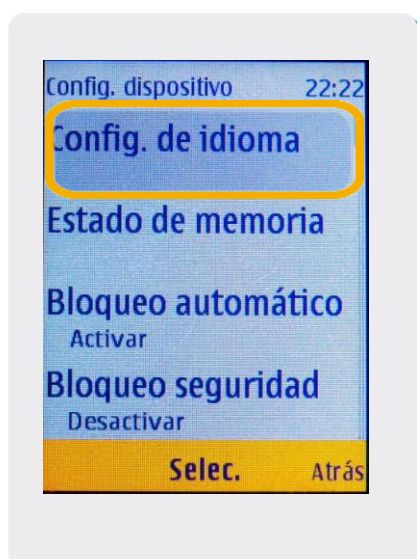 Config. dispositivo 22:22
Config. de idioma
Estado de memoria
Bloqueo automático
Activar
Bloqueo seguridad
Desactivar
Selec. Atrás